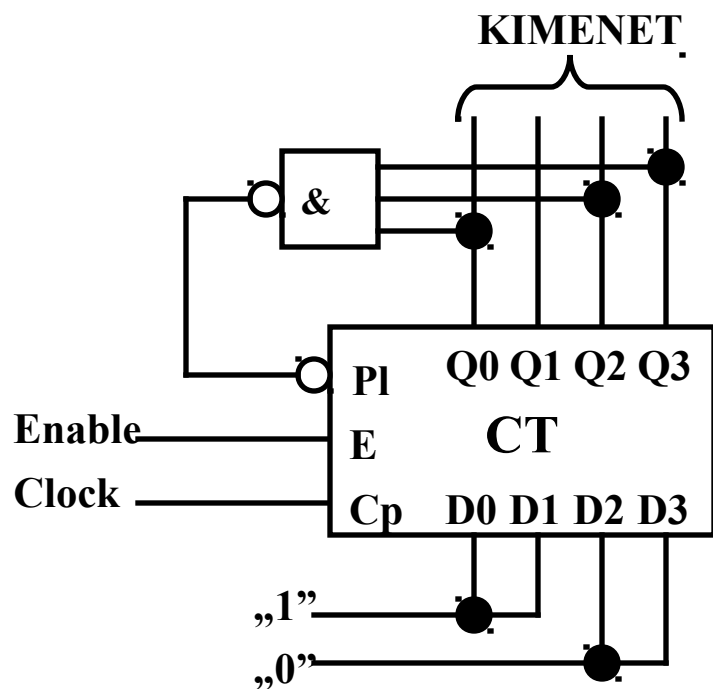 KIMENET
&
Pl Q0 Q1 Q2 Q3
Enable E CT
Clock Cp D0 D1 D2 D3
„1”
„0”